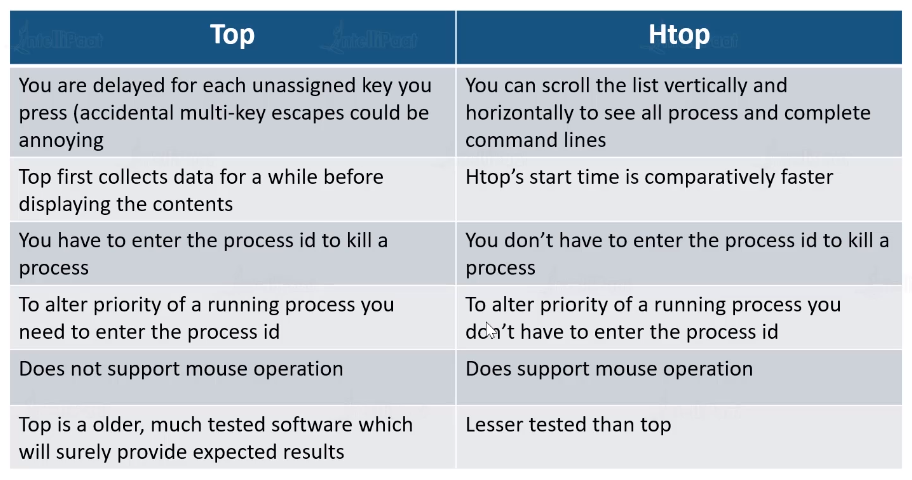 Top
Htop
You are delayed for each unassigned key you
press (accidental multi-key escapes could be
annoying
You can scroll the list vertically and
horizontally to see all process and complete
command lines
Top first collects data for a while before
displaying the contents
Htop's start time is comparatively faster
You have to enter the process id to kill a
process
You don't have to enter the process id to kill a
process
To alter priority of a running process you
need to enter the process id
To alter priority of a running process you
don't have to enter the process id
Does not support mouse operation
Does support mouse operation
Top is a older, much tested software which
will surely provide expected results
Lesser tested than top